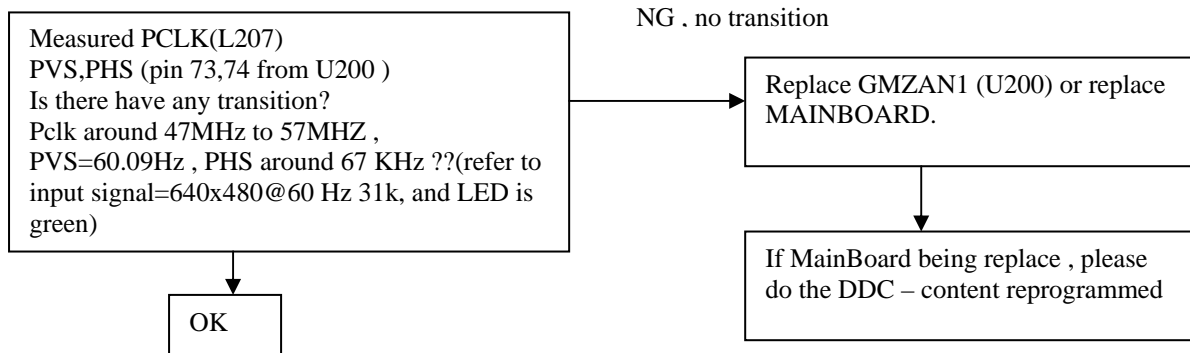 NG , no transition
Measured PCLK(L207)
PVS,PHS (pin 73,74 from U200 )
Is there have any transition?
Pclk around 47MHz to 57MHZ ,
PVS=60.09Hz , PHS around 67 KHz ??(refer to
input signal=640x480@60 Hz 31k, and LED is
green)
Replace GMZAN1 (U200) or replace
MAINBOARD.
If MainBoard being replace , please
do the DDC – content reprogrammed
OK